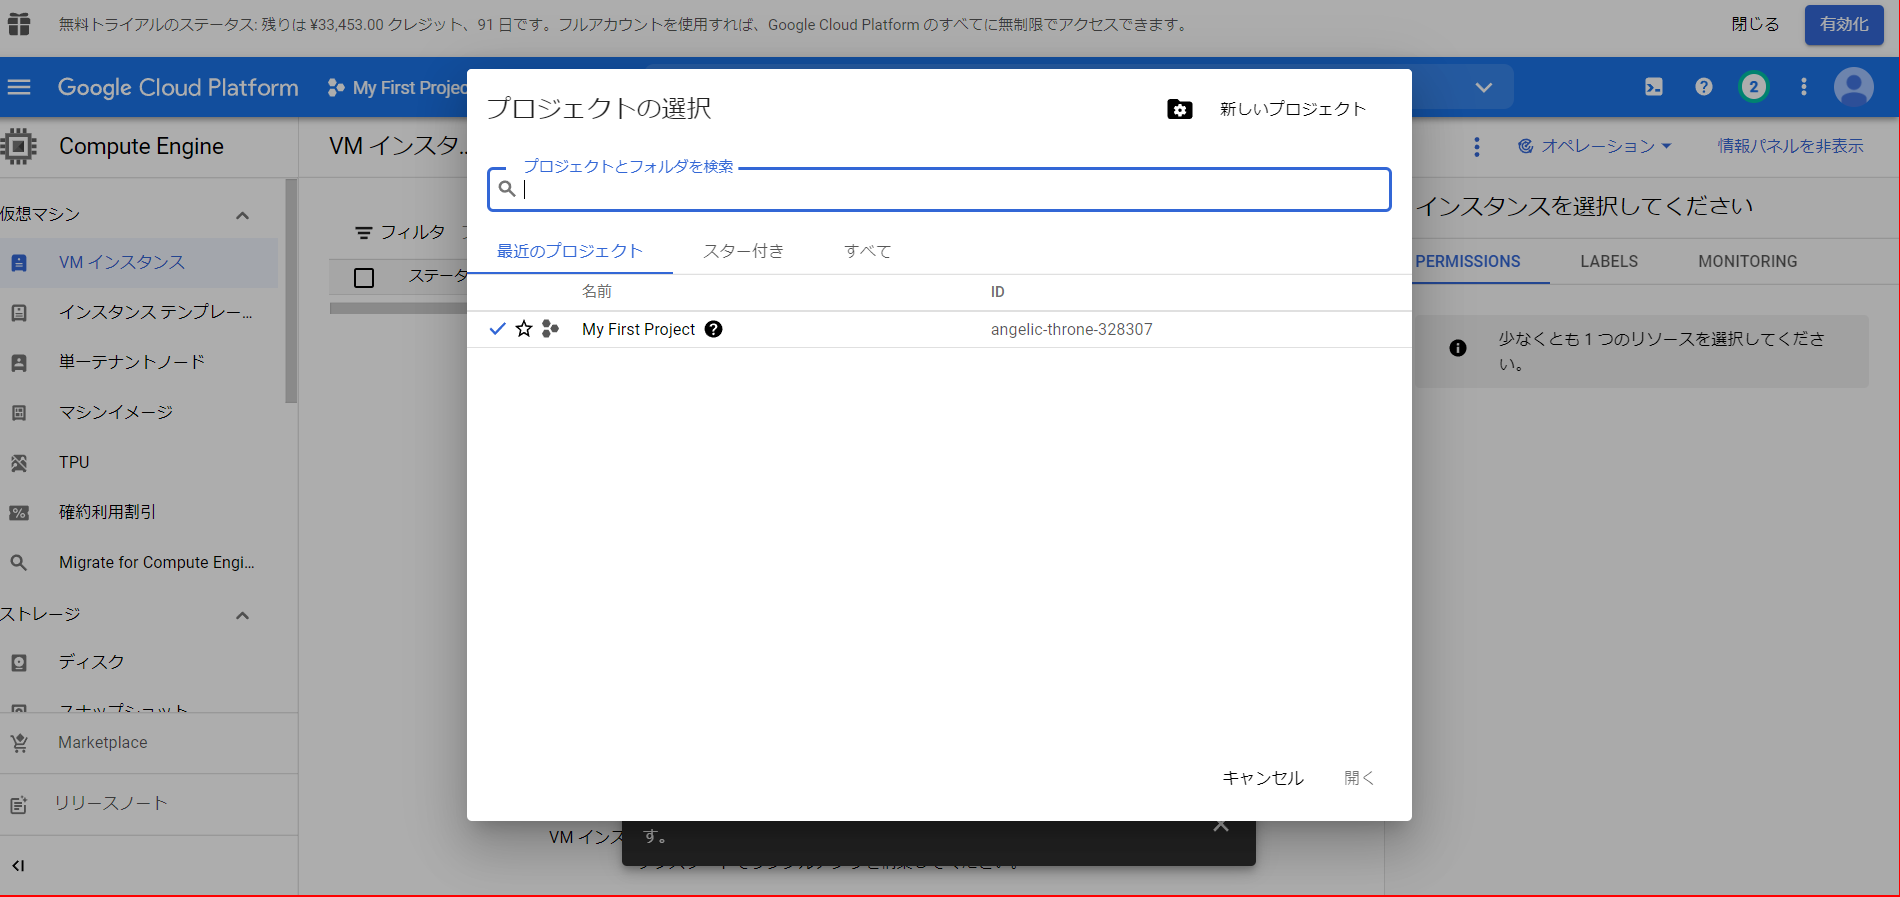 無料トライアルのステータス: 残りは ¥33,453.00 クレジット、91 日です。フルアカウントを使用すれば、Google Cloud Platform のすべてに無制限でアクセスできます。
閉じる
有効化
Google Cloud Platform
My First Projec
2
Compute Engine
VM インスタ...
オペレーション
情報パネルを非表示
仮想マシン
VM インスタンス
インスタンス テンプレー...
単一テナントノード
マシンイメージ
TPU
確約利用割引
Migrate for Compute Engi...
ストレージ
ディスク
スナップショット
Marketplace
リリースノート
フィルタ
ステータ
プロジェクトの選択
新しいプロジェクト
プロジェクトとフォルダを検索
最近のプロジェクト
スター付き
すべて
名前
ID
My First Project
angelic-throne-328307
キャンセル
開く
VM インス
す。
インスタンスを選択してください
PERMISSIONS
LABELS
MONITORING
少なくとも 1 つのリソースを選択してくださ
い。